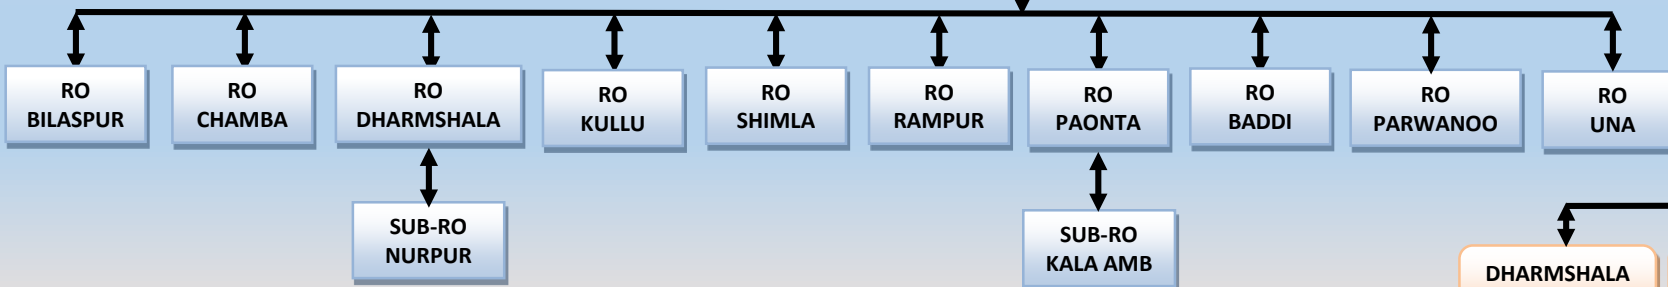 RO
BILASPUR
RO
CHAMBA
RO
DHARMSHALA
RO
KULLU
RO
SHIMLA
RO
RAMPUR
RO
PAONTA
RO
BADDI
RO
PARWANOO
RO
UNA
SUB-RO
NURPUR
SUB-RO
KALA AMB
DHARMSHALA